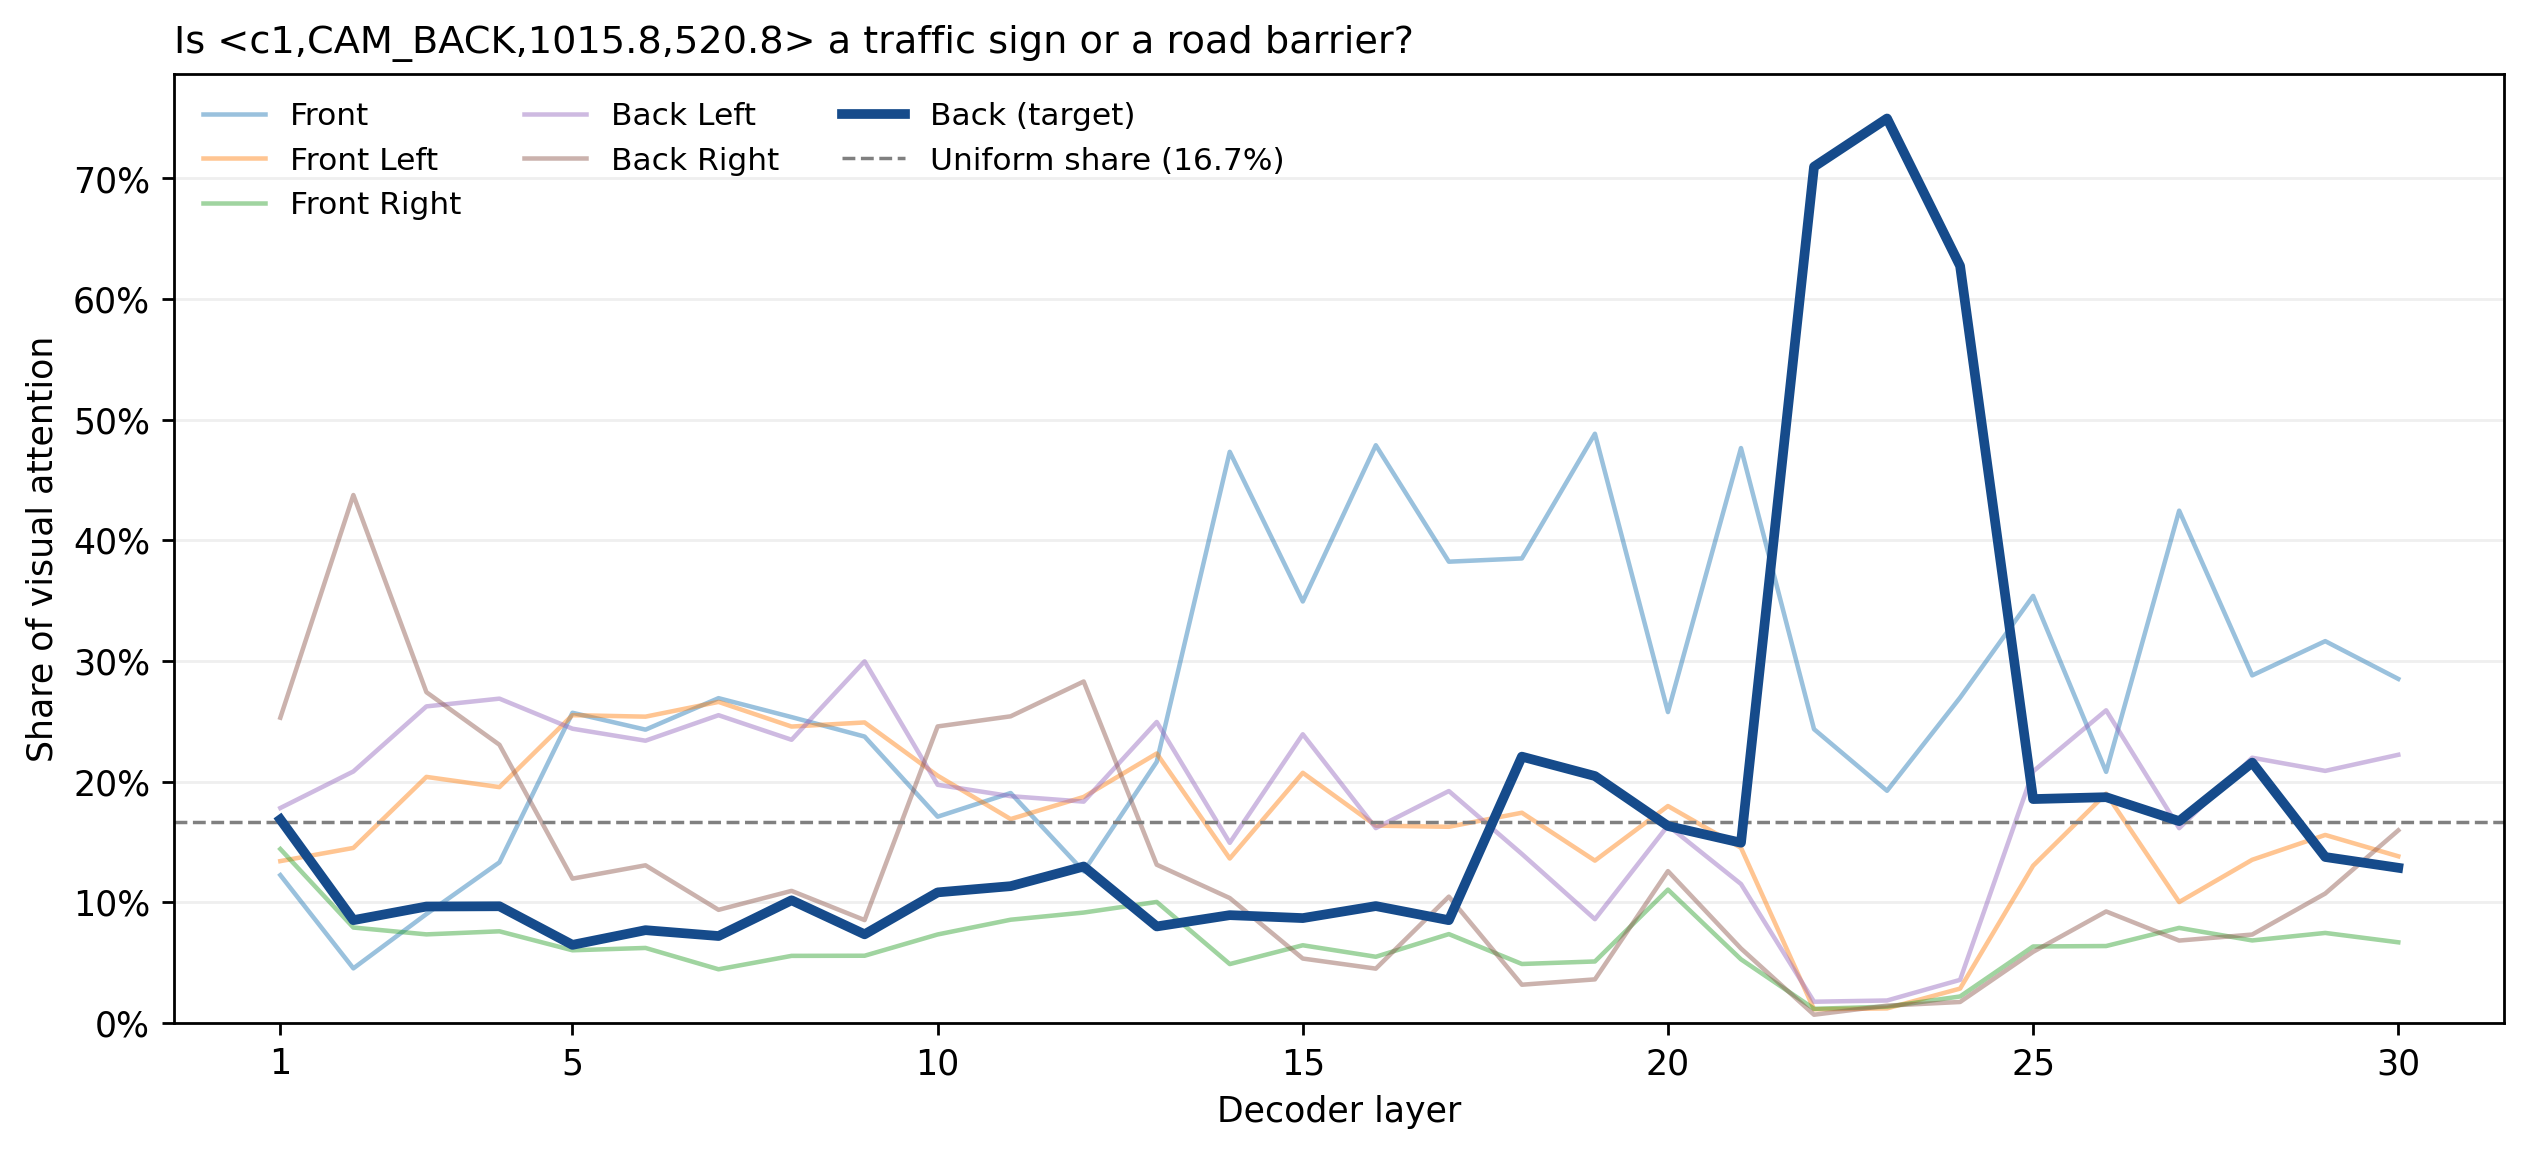 Is <c1,CAM_BACK,1015.8,520.8> a traffic sign or a road barrier?
Front
Front Left
Front Right
Back Left
Back Right
Back (target)
Uniform share (16.7%)
Share of visual attention
70%
60%
50%
40%
30%
20%
10%
0%
1 5 10 15 20 25 30
Decoder layer